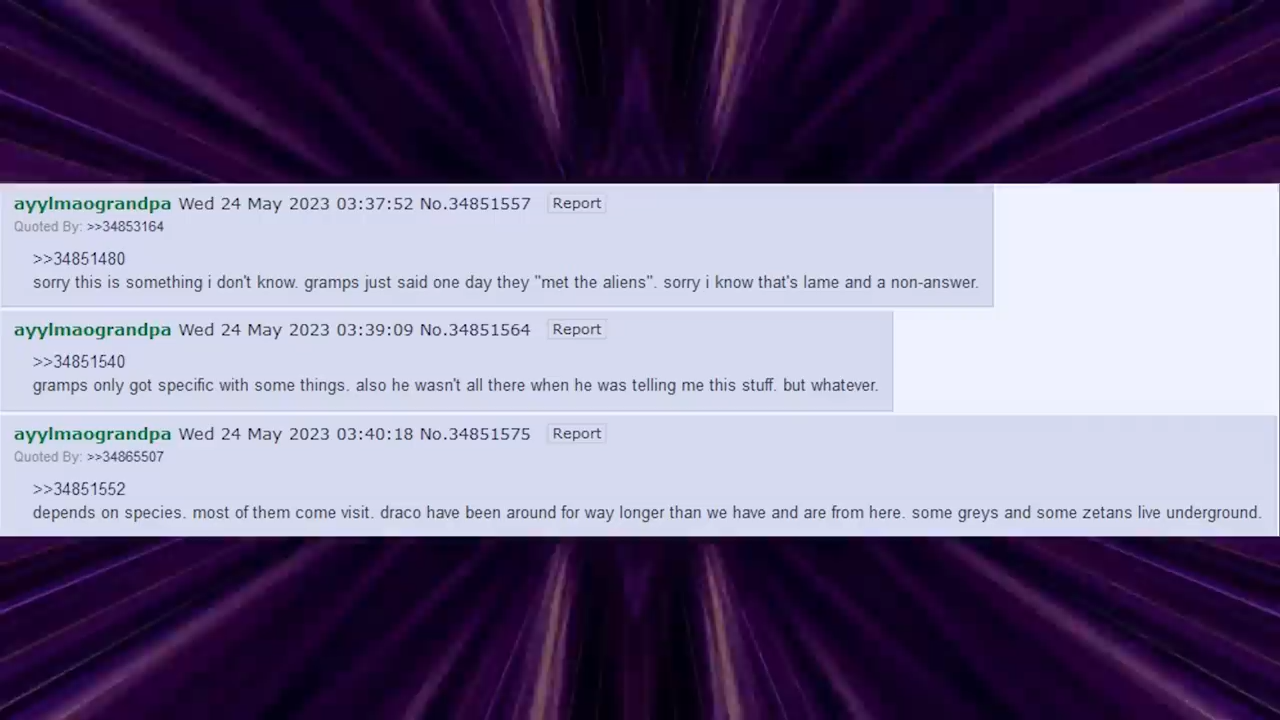 ayylmaograndpa Wed 24 May 2023 03:37:52 No.34851557 Report
Quoted By: >>34853164
>>34851480
sorry this is something i don't know. gramps just said one day they "met the aliens". sorry i know that's lame and a non-answer.
ayylmaograndpa Wed 24 May 2023 03:39:09 No.34851564 Report
>>34851540
gramps only got specific with some things. also he wasn't all there when he was telling me this stuff. but whatever.
ayylmaograndpa Wed 24 May 2023 03:40:18 No.34851575 Report
Quoted By: >>34865507
>>34851552
depends on species. most of them come visit. draco have been around for way longer than we have and are from here. some greys and some zetans live underground.